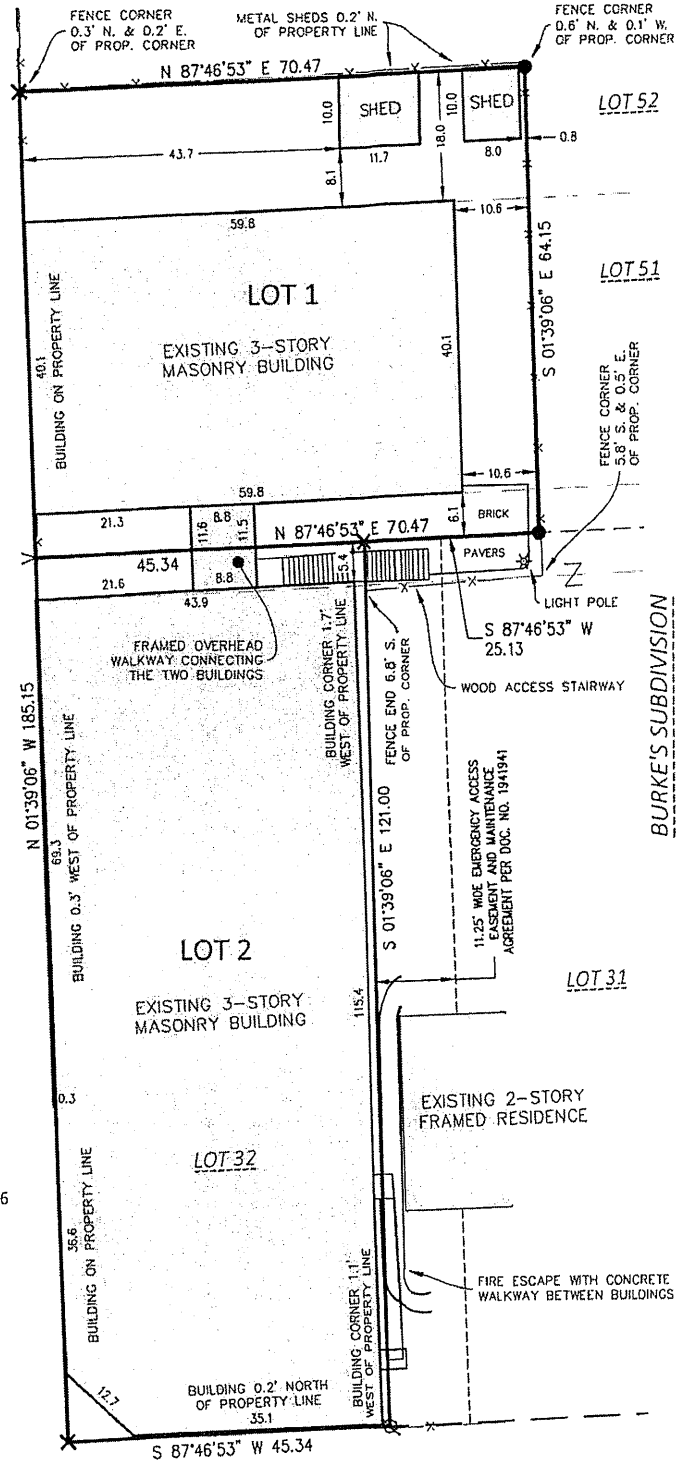 FENCE CORNER
0.3' N. & 0.2' E.
OF PROP. CORNER
METAL SHEDS 0.2' N.
OF PROPERTY LINE
FENCE CORNER
0.6' N. & 0.1' W.
OF PROP. CORNER
N 87°46'53" E 70.47
10.0
SHED
18.0
10.0
SHED
LOT 52
43.7
11.7
8.0
0.8
8.1
59.8
10.6
S 01°39'06" E 64.15
LOT 1
LOT 51
EXISTING 3-STORY
MASONRY BUILDING
BUILDING ON PROPERTY LINE
40.1
40.1
FENCE CORNER
5.8' S. & 0.5' E.
OF PROP. CORNER
59.8
10.6
21.3
8.8
11.6
11.5
N 87°46'53" E 70.47
6.1
BRICK
PAVERS
45.34
5.4
21.6
8.8
43.9
LIGHT POLE
S 87°46'53" W
25.13
FRAMED OVERHEAD
WALKWAY CONNECTING
THE TWO BUILDINGS
BUILDING CORNER 1.7'
WEST OF PROPERTY LINE
FENCE END 6.8' S.
OF PROP. CORNER
WOOD ACCESS STAIRWAY
BURKE'S SUBDIVISION
N 01°39'06" W 185.15
69.3
BUILDING 0.3' WEST OF PROPERTY LINE
S 01°39'06" E 121.00
11.25' WIDE EMERGENCY ACCESS
EASEMENT AND MAINTENANCE
AGREEMENT PER DOC. NO. 1941941
LOT 2
LOT 31
EXISTING 3-STORY
MASONRY BUILDING
115.4
0.3
EXISTING 2-STORY
FRAMED RESIDENCE
LOT 32
6
36.6
BUILDING ON PROPERTY LINE
FIRE ESCAPE WITH CONCRETE
WALKWAY BETWEEN BUILDINGS
BUILDING CORNER 1.1'
WEST OF PROPERTY LINE
12.7
BUILDING 0.2' NORTH
OF PROPERTY LINE
35.1
S 87°46'53" W 45.34